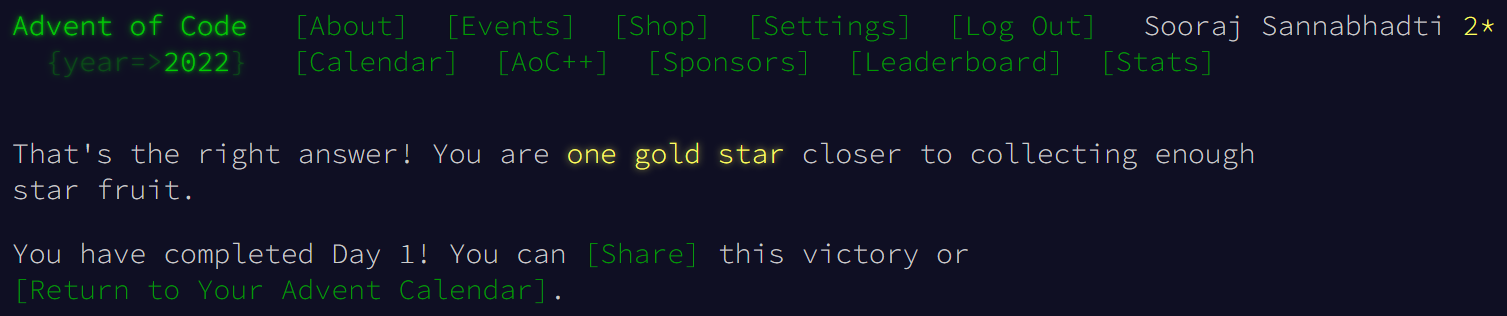 Advent of Code [About] [Events] [Shop] [Settings] [Log Out] Sooraj Sannabhadti 2*
{year=>2022} [Calendar] [AoC++] [Sponsors] [Leaderboard] [Stats]
That's the right answer! You are one gold star closer to collecting enough
star fruit.
You have completed Day 1! You can [Share] this victory or
[Return to Your Advent Calendar].